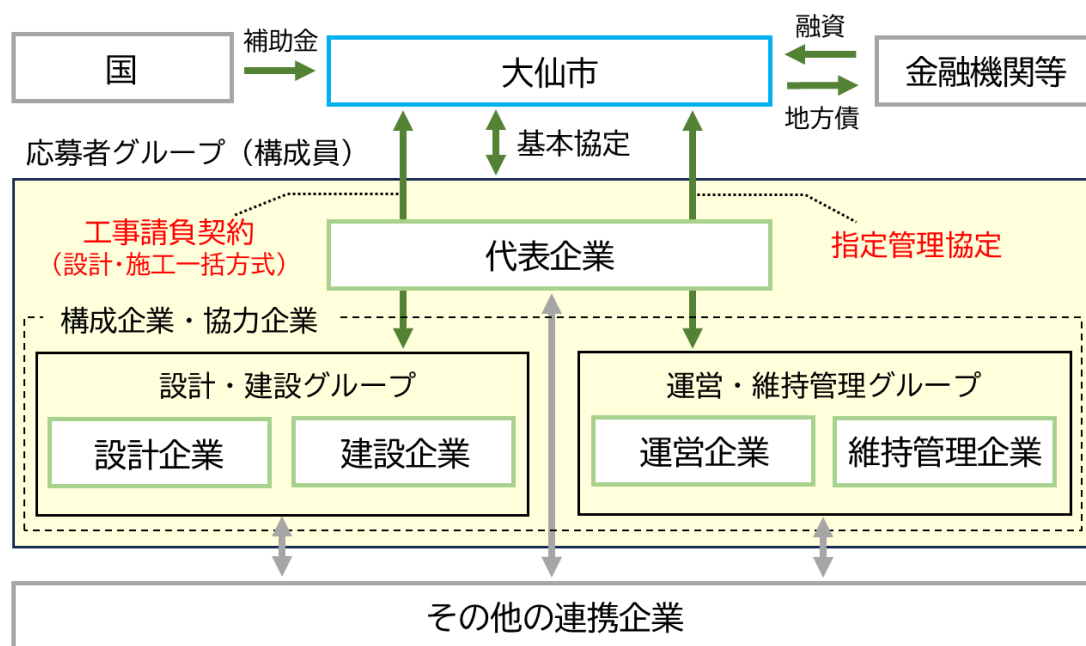 補助金
融資
国
大仙市
金融機関等
地方債
基本協定
応募者グループ（構成員）
工事請負契約
（設計・施工一括方式）
代表企業
指定管理協定
構成企業・協力企業
設計・建設グループ
運営・維持管理グループ
設計企業
建設企業
運営企業
維持管理企業
その他の連携企業